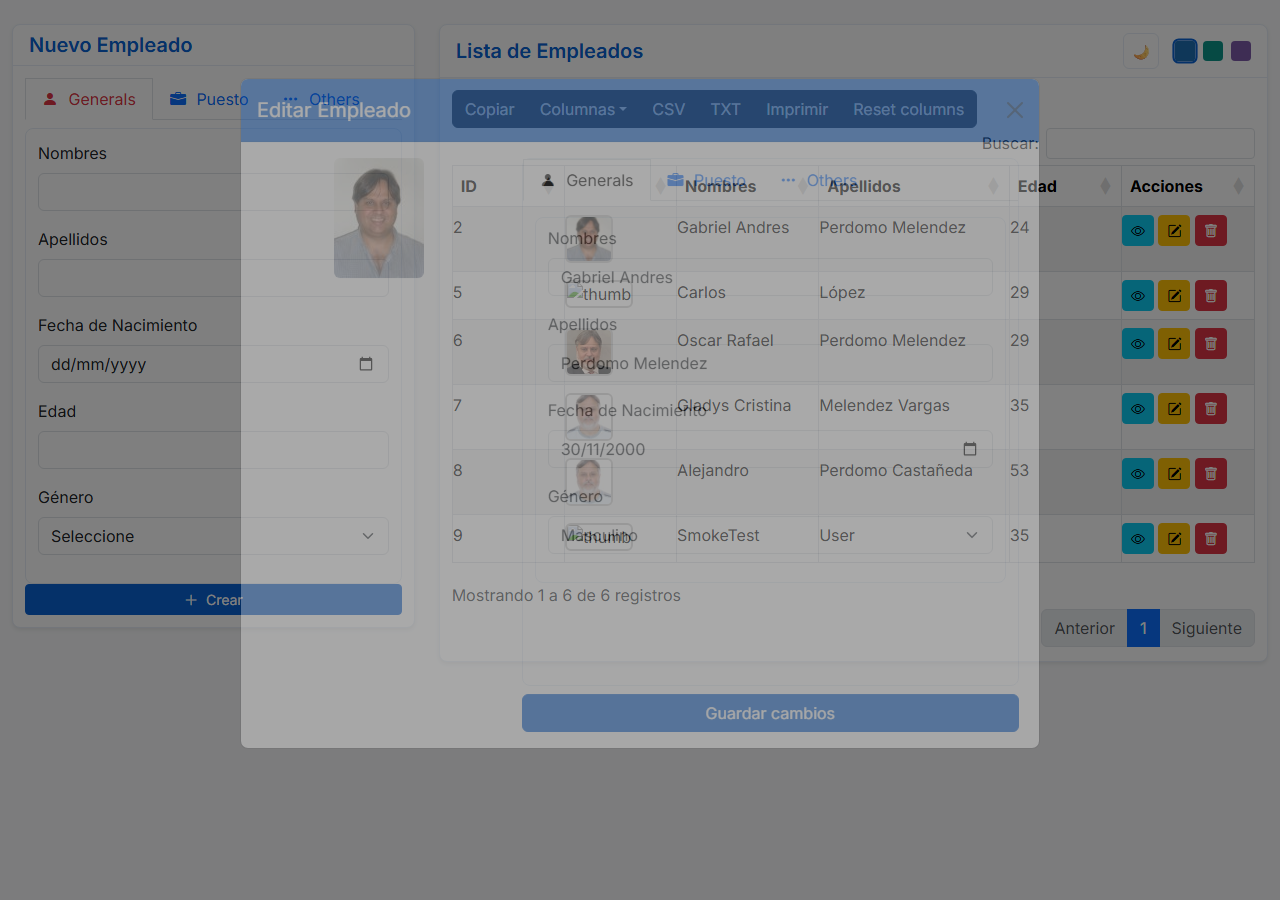 Nuevo Empleado
Generals
Puesto
Others
Nombres
Apellidos
Fecha de Nacimiento
dd/mm/yyyy
Edad
Género
Seleccione
+ Crear
Lista de Empleados
Copiar Columnas CSV TXT Imprimir Reset columns
Buscar:
ID Nombres Apellidos Edad Acciones
2 Gabriel Andres Perdomo Melendez 24
5 thumb Carlos López 29
6 Oscar Rafael Perdomo Melendez 29
7 Gladys Cristina Melendez Vargas 35
8 Alejandro Perdomo Castañeda 53
9 thumb SmokeTest User 35
Mostrando 1 a 6 de 6 registros
Anterior 1 Siguiente
Editar Empleado
Generals Puesto Others
Nombres
Gabriel Andres
Apellidos
Perdomo Melendez
Fecha de Nacimiento
30/11/2000
Género
Masculino
Guardar cambios